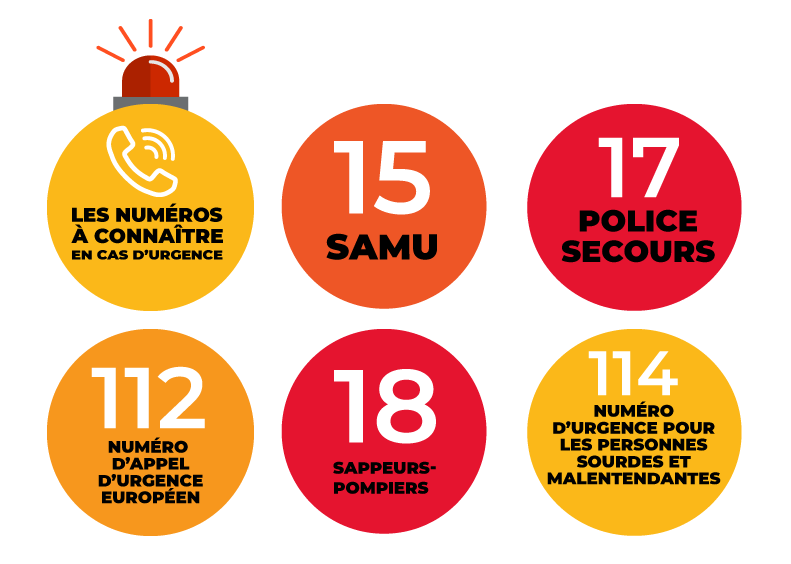 LES NUMÉROS
À CONNAÎTRE
EN CAS D'URGENCE
15
SAMU
17
POLICE
SECOURS
112
NUMÉRO
D'APPEL
D'URGENCE
EUROPÉEN
18
SAPPEURS-
POMPIERS
114
NUMÉRO
D'URGENCE POUR
LES PERSONNES
SOURDES ET
MALENTENDANTES